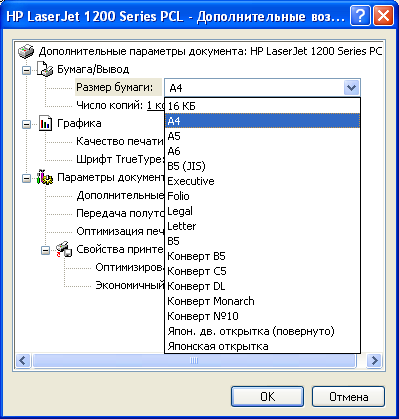 HP LaserJet 1200 Series PCL - Дополнительные воз...
Дополнительные параметры документа: HP LaserJet 1200 Series PC
Бумага/Вывод
Размер бумаги: A4
Число копий: 1
16 КБ
A4
A5
A6
B5 (JIS)
Executive
Folio
Legal
Letter
B5
Конверт B5
Конверт C5
Конверт DL
Конверт Monarch
Конверт №10
Япон. дв. открытка (повернуто)
Японская открытка
Графика
Качество печати
Шрифт TrueType:
Параметры документ
Дополнительные
Передача полуто
Оптимизация печ
Свойства принте
Оптимизирова
Экономичный
OK Отмена